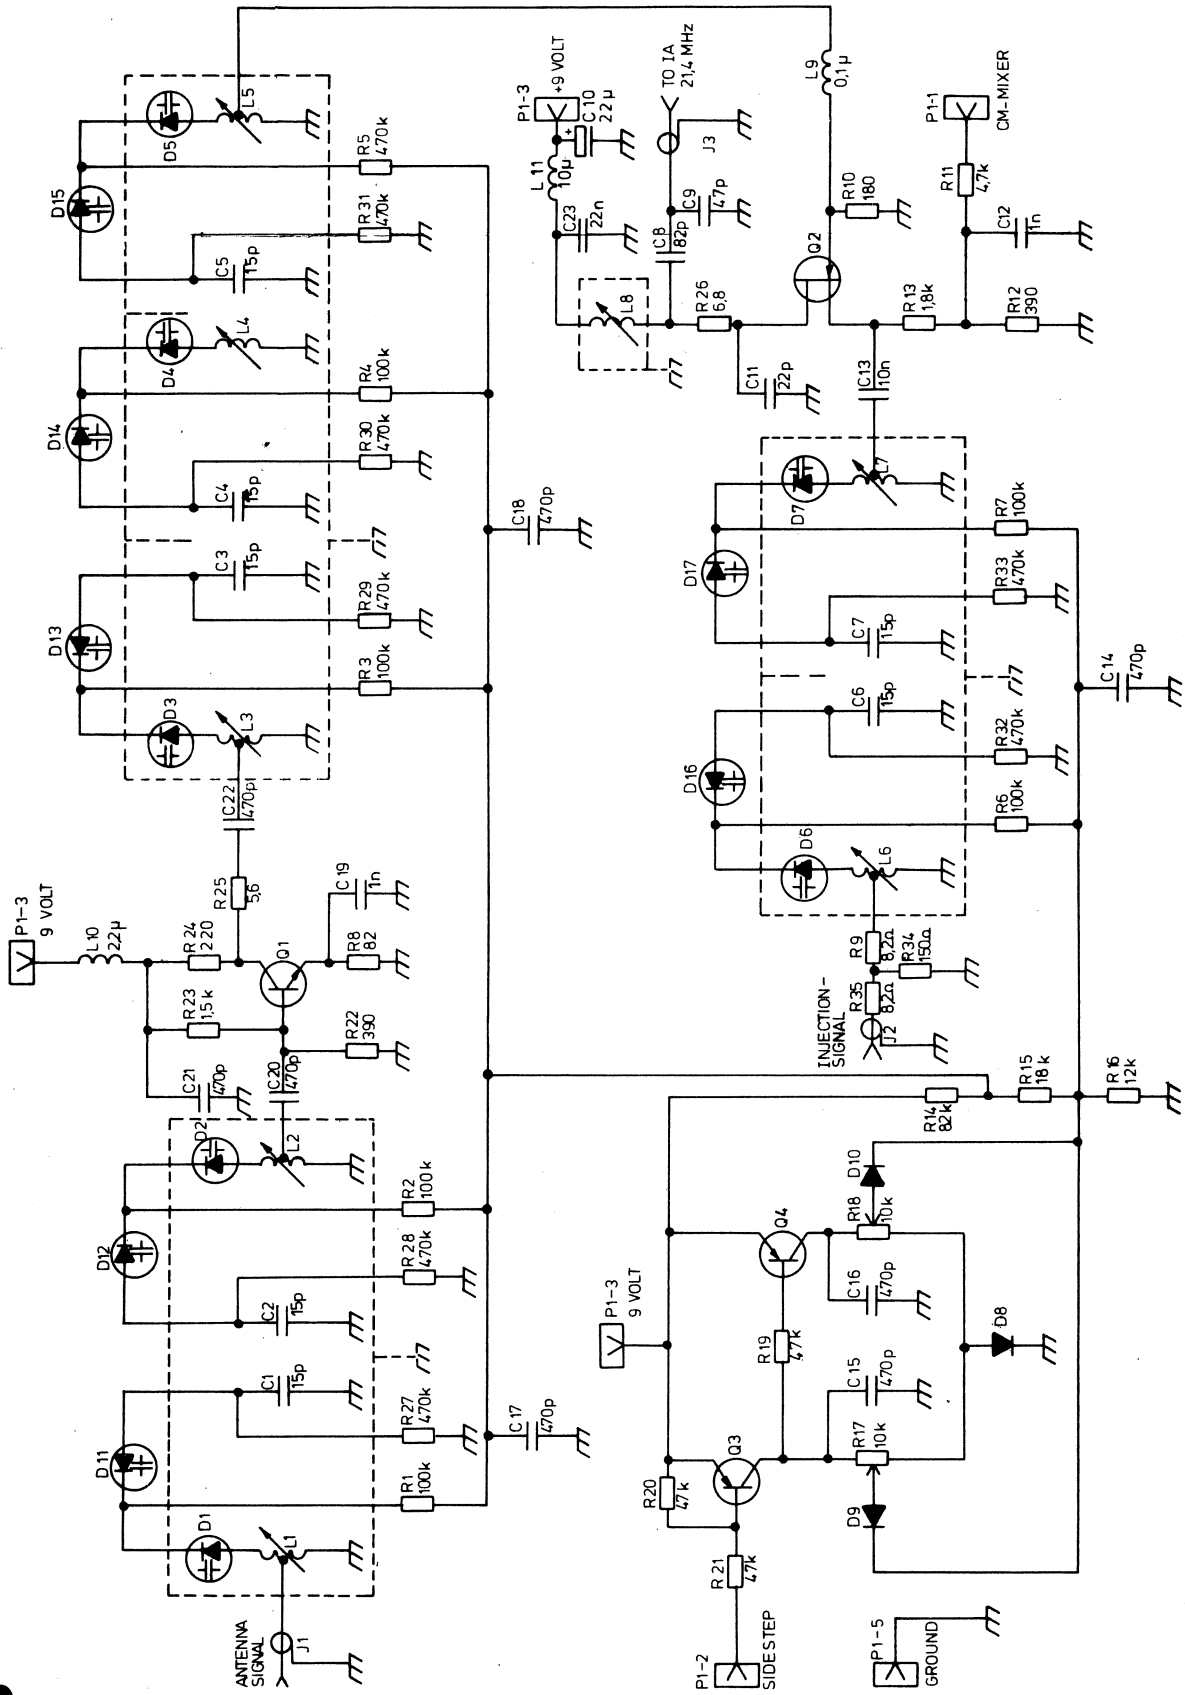 ANTENNA
SIGNAL
J1
D1
L1
D11
R1
100k
R27
470k
C1
15p
C17
470p
C2
15p
D12
R28
470k
R2
100k
D2
L2
C20
470p
C21
470p
R23
1,5k
R22
390
P1-3
9 VOLT
L10
2,2µ
R24
220
Q1
R8
82
C19
1n
R25
5,6
C22
470p
D3
L3
D13
R3
100k
R29
470k
C3
15p
C4
15p
D14
R30
470k
R4
100k
D4
L4
C18
470p
C5
15p
D15
R31
470k
R5
470k
D5
L5
P1-3
+9 VOLT
L11
10µ
+
C10
22µ
C23
22n
L8
TO IA
21,4 MHz
J3
C8
82p
C9
47p
R26
6,8
C11
22p
Q2
L9
0,1µ
R10
180
C13
10n
R13
1,8k
R12
390
C12
1n
R11
4,7k
P1-1
CM-MIXER
INJECTION-
SIGNAL
J2
R35
8,2Ω
R9
8,2Ω
R34
150Ω
D6
L6
D16
R6
100k
R32
470k
C6
15p
C7
15p
D17
R33
470k
R7
100k
D7
L7
C14
470p
R14
82k
R15
18k
R16
12k
P1-3
9 VOLT
P1-2
SIDESTEP
R21
47k
R20
47k
Q3
R19
47k
Q4
C15
470p
C16
470p
R17
10k
R18
10k
D9
D10
D8
P1-5
GROUND